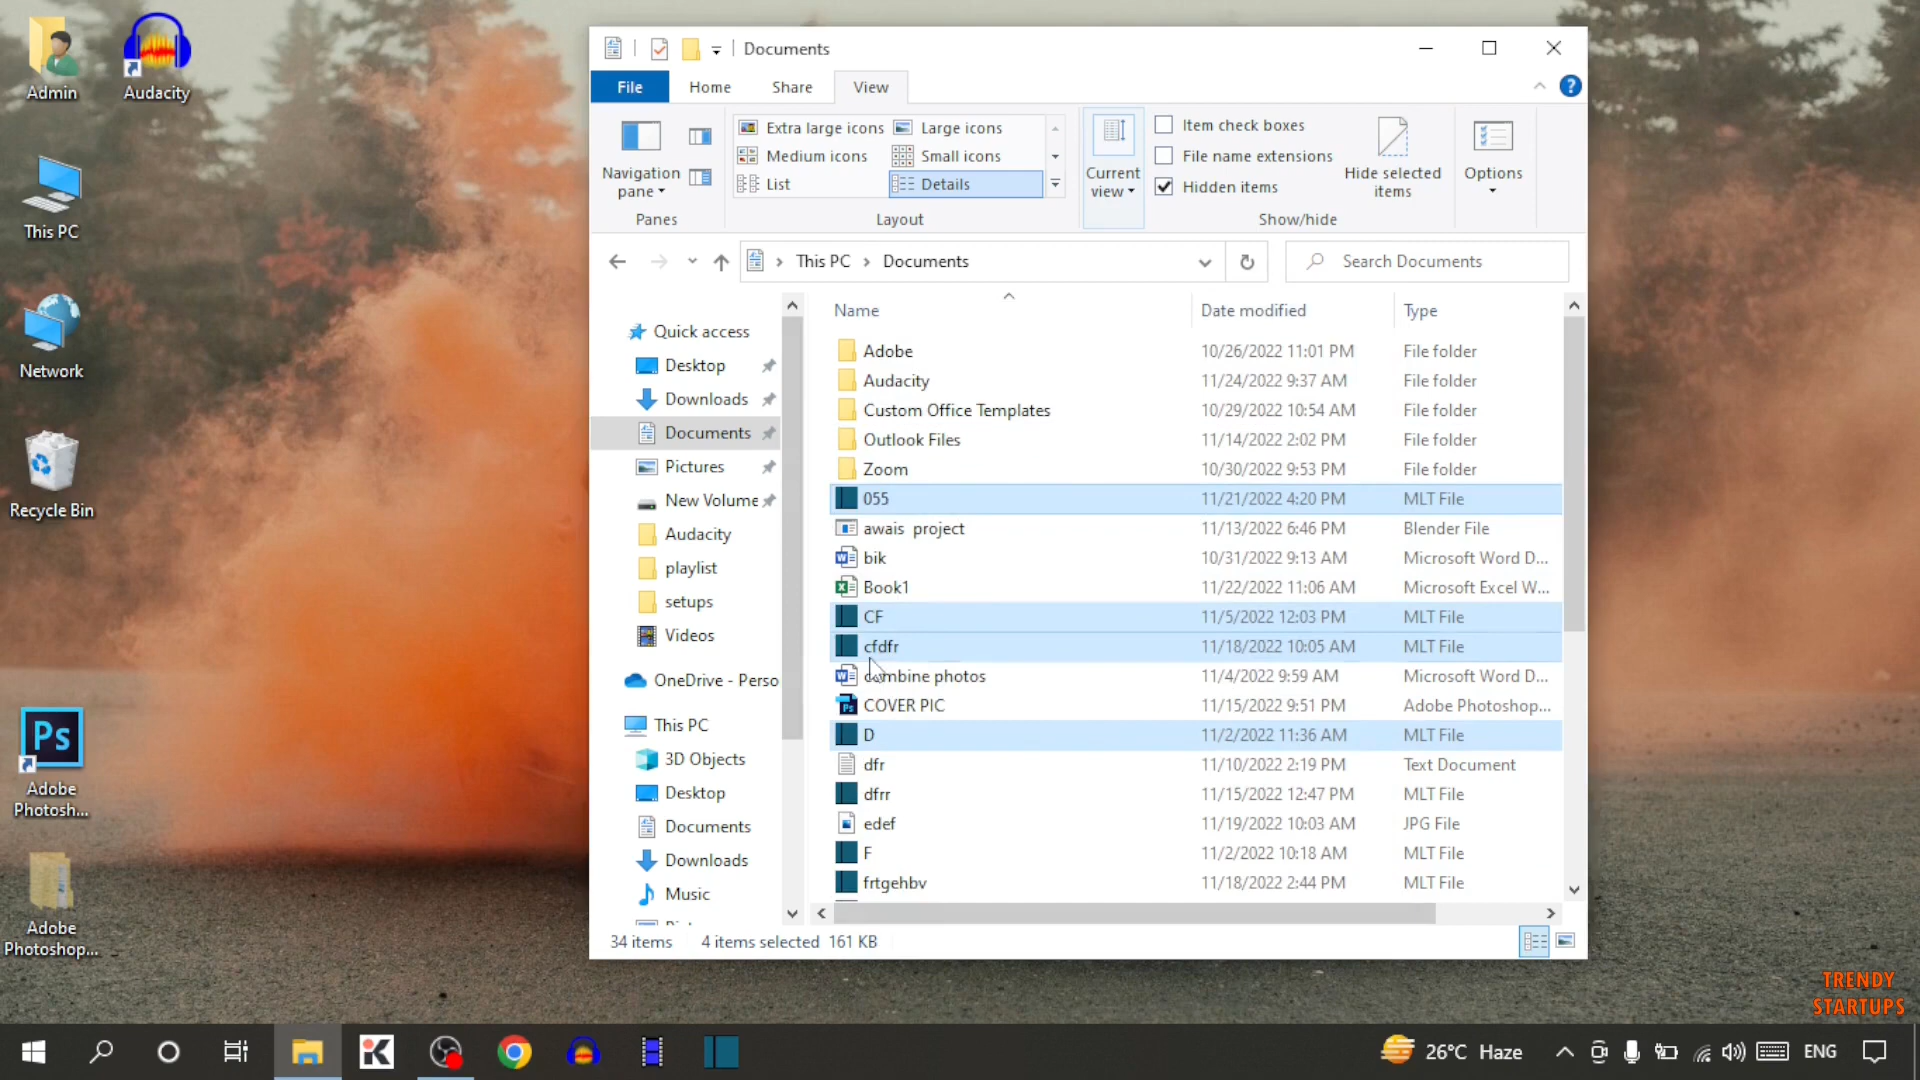 Admin
Audacity
This PC
Network
Recycle Bin
Ps
Adobe
Photosh...
Adobe
Photoshop...
Documents
File Home Share View
Navigation
pane
Panes
Extra large icons Large icons
Medium icons Small icons
List Details
Layout
Current
view
Item check boxes
File name extensions
Hidden items
Hide selected
items
Show/hide
Options
This PC Documents
Search Documents
Quick access
Desktop
Downloads
Documents
Pictures
New Volume
Audacity
playlist
setups
Videos
OneDrive - Perso
This PC
3D Objects
Desktop
Documents
Downloads
Music
Name Date modified Type
Adobe 10/26/2022 11:01 PM File folder
Audacity 11/24/2022 9:37 AM File folder
Custom Office Templates 10/29/2022 10:54 AM File folder
Outlook Files 11/14/2022 2:02 PM File folder
Zoom 10/30/2022 9:53 PM File folder
055 11/21/2022 4:20 PM MLT File
awais project 11/13/2022 6:46 PM Blender File
bik 10/31/2022 9:13 AM Microsoft Word D...
Book1 11/22/2022 11:06 AM Microsoft Excel W...
CF 11/5/2022 12:03 PM MLT File
cfdfr 11/18/2022 10:05 AM MLT File
combine photos 11/4/2022 9:59 AM Microsoft Word D...
COVER PIC 11/15/2022 9:51 PM Adobe Photoshop...
D 11/2/2022 11:36 AM MLT File
dfr 11/10/2022 2:19 PM Text Document
dfrr 11/15/2022 12:47 PM MLT File
edef 11/19/2022 10:03 AM JPG File
F 11/2/2022 10:18 AM MLT File
frtgehbv 11/18/2022 2:44 PM MLT File
34 items 4 items selected 161 KB
TRENDY
STARTUPS
26°C Haze
ENG